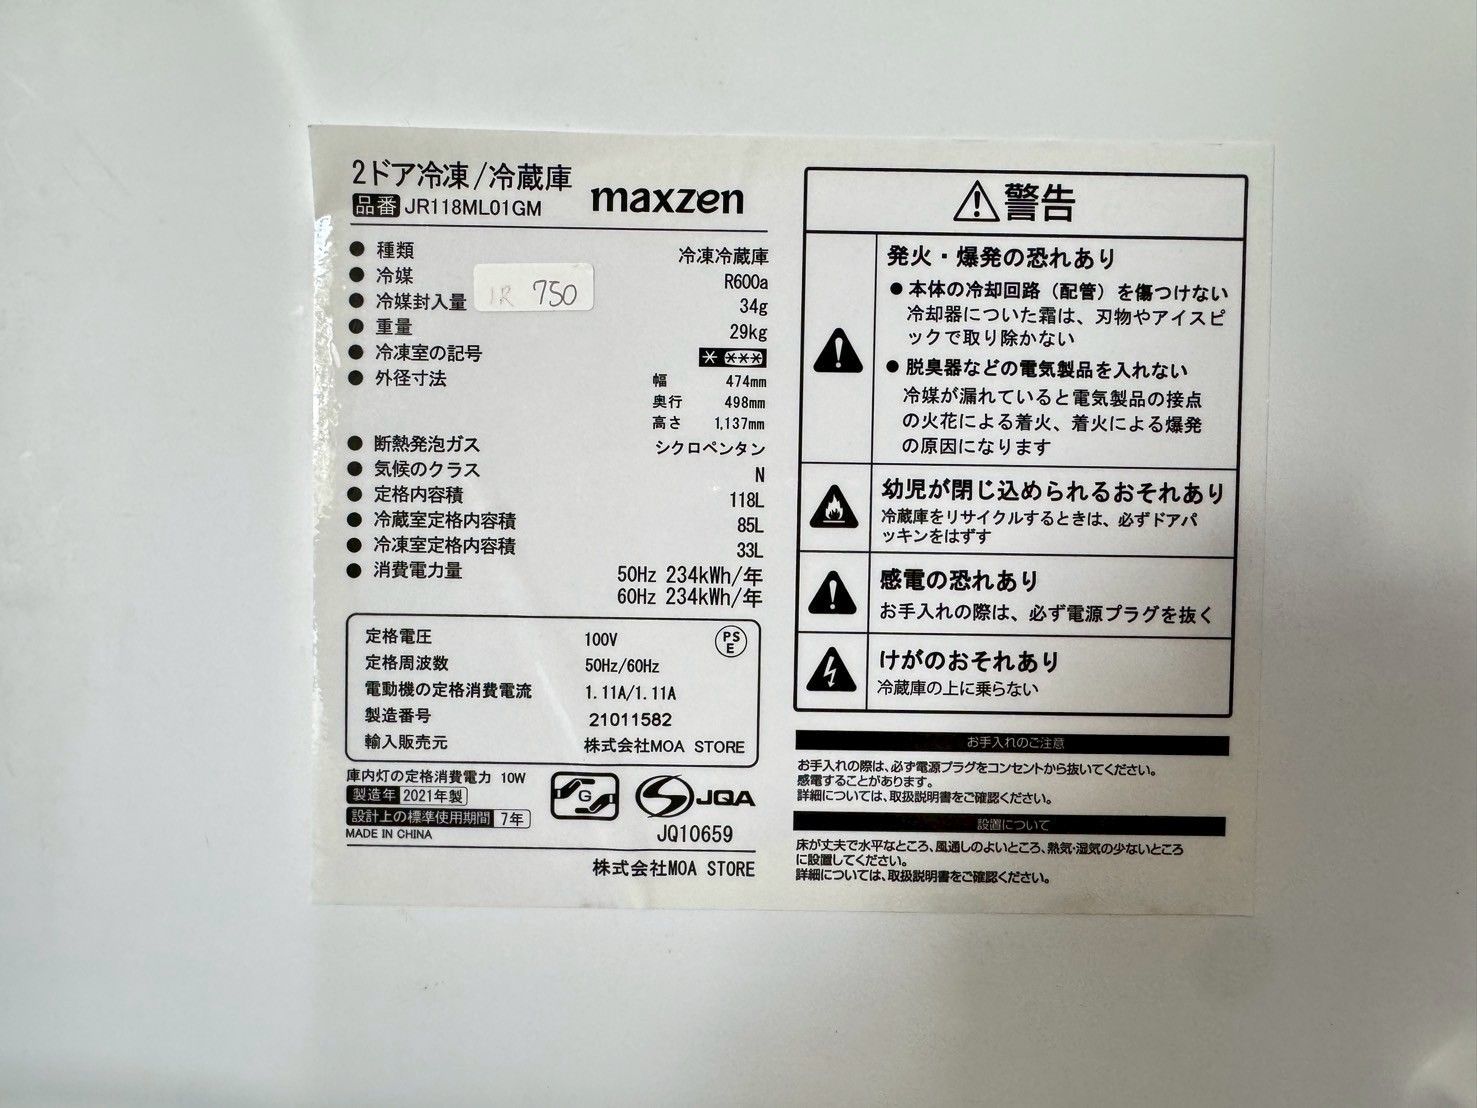 2ドア冷凍/冷蔵庫
maxzen
品番 JR118ML01GM
● 種類 冷凍冷蔵庫
● 冷媒 R600a
1R 750
● 冷媒封入量 34g
● 重量 29kg
● 冷凍室の記号 * ***
● 外径寸法 幅 474mm
奥行 498mm
高さ 1,137mm
● 断熱発泡ガス シクロペンタン
● 気候のクラス N
● 定格内容積 118L
● 冷蔵室定格内容積 85L
● 冷凍室定格内容積 33L
● 消費電力量 50Hz 234kWh/年
60Hz 234kWh/年
定格電圧 100V
PSE
定格周波数 50Hz/60Hz
電動機の定格消費電流 1.11A/1.11A
製造番号 21011582
輸入販売元 株式会社MOA STORE
庫内灯の定格消費電力 10W
製造年 2021年製
設計上の標準使用期間 7年
MADE IN CHINA
G
JQA
JQ10659
株式会社MOA STORE
警告
発火・爆発の恐れあり
● 本体の冷却回路（配管）を傷つけない
冷却器についた霜は、刃物やアイスピ
ックで取り除かない
● 脱臭器などの電気製品を入れない
冷媒が漏れていると電気製品の接点
の火花による着火、着火による爆発
の原因になります
幼児が閉じ込められるおそれあり
冷蔵庫をリサイクルするときは、必ずドアパ
ッキンをはずす
感電の恐れあり
お手入れの際は、必ず電源プラグを抜く
けがのおそれあり
冷蔵庫の上に乗らない
お手入れのご注意
お手入れの際は、必ず電源プラグをコンセントから抜いてください。
感電することがあります。
詳細については、取扱説明書をご確認ください。
設置について
床が丈夫で水平なところ、風通しのよいところ、熱気・湿気の少ないところ
に設置してください。
詳細については、取扱説明書をご確認ください。